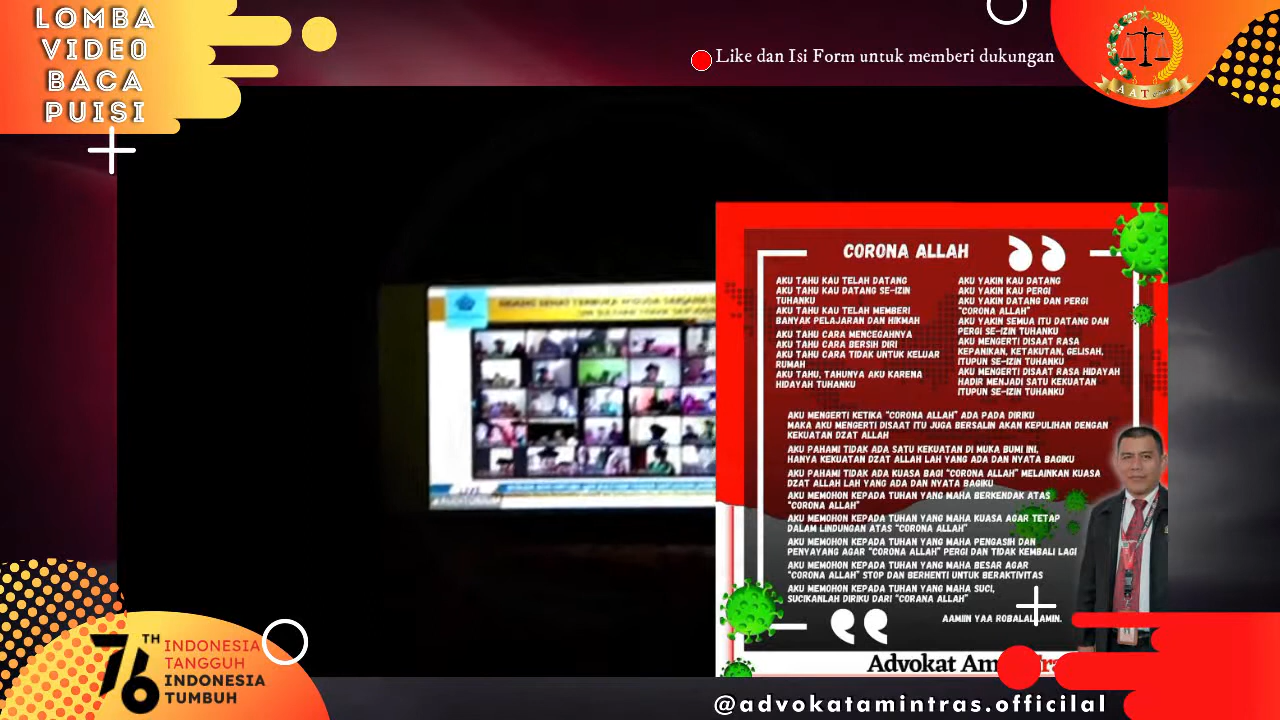 LOMBA
VIDEO
BACA
PUISI
Like dan Isi Form untuk memberi dukungan
A A T
CORONA ALLAH
AKU TAHU KAU TELAH DATANG
AKU TAHU KAU DATANG SE-IZIN
TUHANKU
AKU TAHU KAU TELAH MEMBERI
BANYAK PELAJARAN DAN HIKMAH
AKU TAHU CARA MENCEGAHNYA
AKU TAHU CARA BERSIH DIRI
AKU TAHU CARA TIDAK UNTUK KELUAR
RUMAH
AKU TAHU, TAHUNYA AKU KARENA
HIDAYAH TUHANKU
AKU YAKIN KAU DATANG
AKU YAKIN KAU PERGI
AKU YAKIN DATANG DAN PERGI
"CORONA ALLAH"
AKU YAKIN SEMUA ITU DATANG DAN
PERGI SE-IZIN TUHANKU
AKU MENGERTI DISAAT RASA
KEPANIKAN, KETAKUTAN, GELISAH,
ITUPUN SE-IZIN TUHANKU
AKU MENGERTI DISAAT RASA HIDAYAH
HADIR MENJADI SATU KEKUATAN
ITUPUN SE-IZIN TUHANKU
AKU MENGERTI KETIKA "CORONA ALLAH" ADA PADA DIRIKU
MAKA AKU MENGERTI DISAAT ITU JUGA BERSALIN AKAN KEPULIHAN DENGAN
KEKUATAN DZAT ALLAH
AKU PAHAMI TIDAK ADA SATU KEKUATAN DI MUKA BUMI INI,
HANYA KEKUATAN DZAT ALLAH LAH YANG ADA DAN NYATA BAGIKU
AKU PAHAMI TIDAK ADA KUASA BAGI "CORONA ALLAH" MELAINKAN KUASA
DZAT ALLAH LAH YANG ADA DAN NYATA BAGIKU
AKU MEMOHON KEPADA TUHAN YANG MAHA BERKENDAK ATAS
"CORONA ALLAH"
AKU MEMOHON KEPADA TUHAN YANG MAHA KUASA AGAR TETAP
DALAM LINDUNGAN ATAS "CORONA ALLAH"
AKU MEMOHON KEPADA TUHAN YANG MAHA PENGASIH DAN
PENYAYANG AGAR "CORONA ALLAH" PERGI DAN TIDAK KEMBALI LAGI
AKU MEMOHON KEPADA TUHAN YANG MAHA BESAR AGAR
"CORONA ALLAH" STOP DAN BERHENTI UNTUK BERAKTIVITAS
AKU MEMOHON KEPADA TUHAN YANG MAHA SUCI,
SUCIKANLAH DIRIKU DARI "CORANA ALLAH"
AAMIIN YAA ROBALALAMIN.
Advokat Am
76 TH
INDONESIA
TANGGUH
INDONESIA
TUMBUH
@advokatamintras.officilal